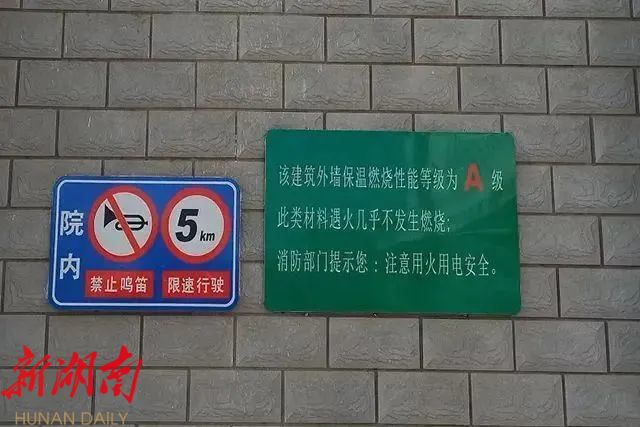 院内
5
km
禁止鸣笛
限速行驶
该建筑外墙保温燃烧性能等级为 A 级
此类材料遇火几乎不发生燃烧;
消防部门提示您:注意用火用电安全。
新湖南
HUNAN DAILY